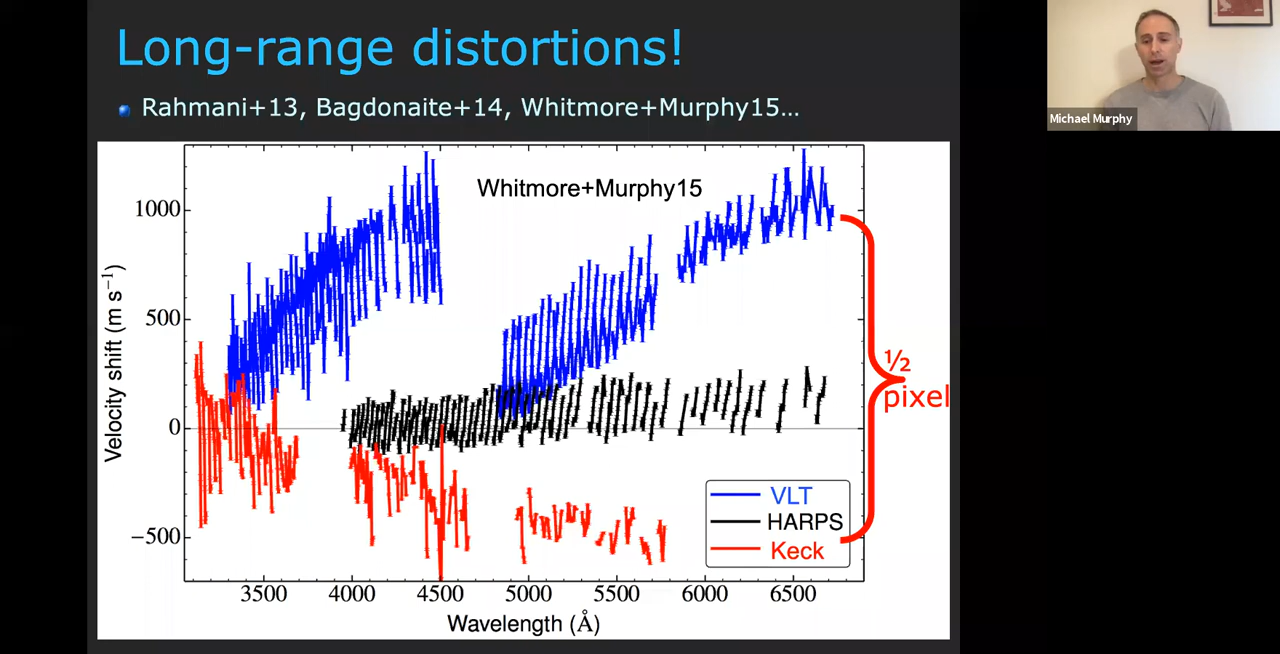 Long-range distortions!
Rahmani+13, Bagdonaite+14, Whitmore+Murphy15...
Michael Murphy
Whitmore+Murphy15
Velocity shift (m s⁻¹)
1000
500
0
−500
½
pixel
VLT
HARPS
Keck
3500 4000 4500 5000 5500 6000 6500
Wavelength (Å)